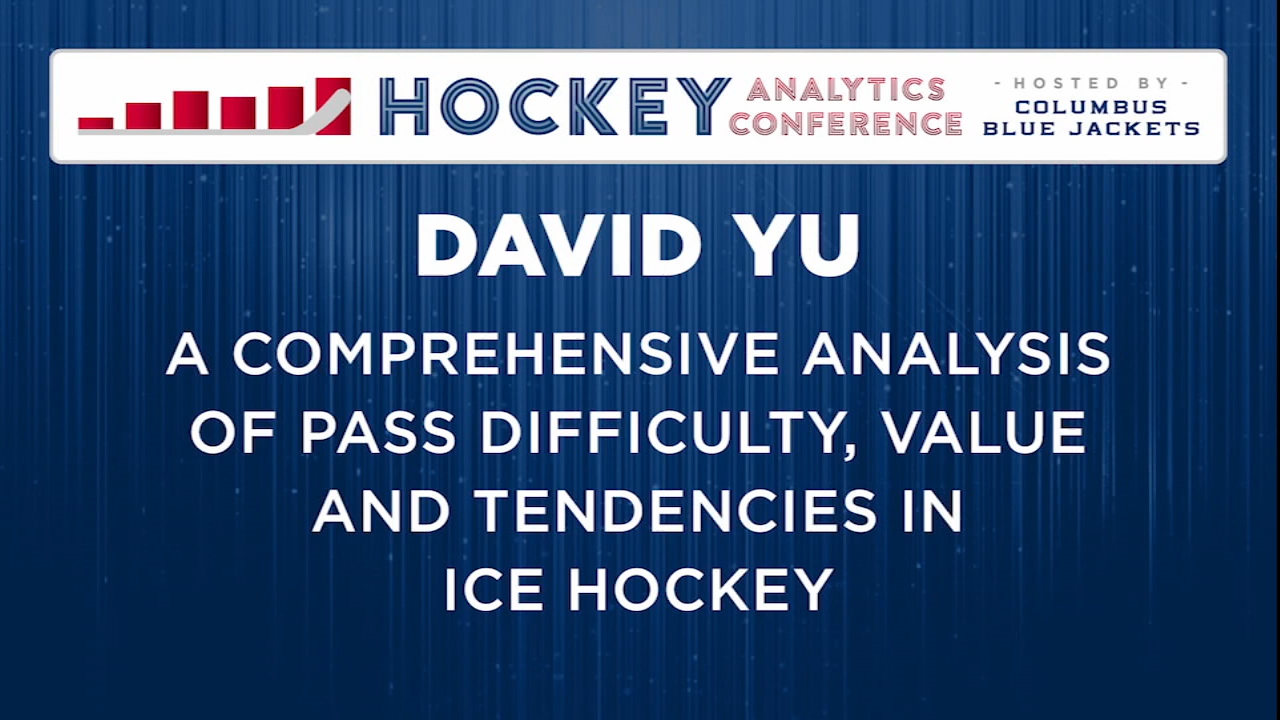 HOCKEY
ANALYTICS
CONFERENCE
- HOSTED BY -
COLUMBUS
BLUE JACKETS
DAVID YU
A COMPREHENSIVE ANALYSIS
OF PASS DIFFICULTY, VALUE
AND TENDENCIES IN
ICE HOCKEY